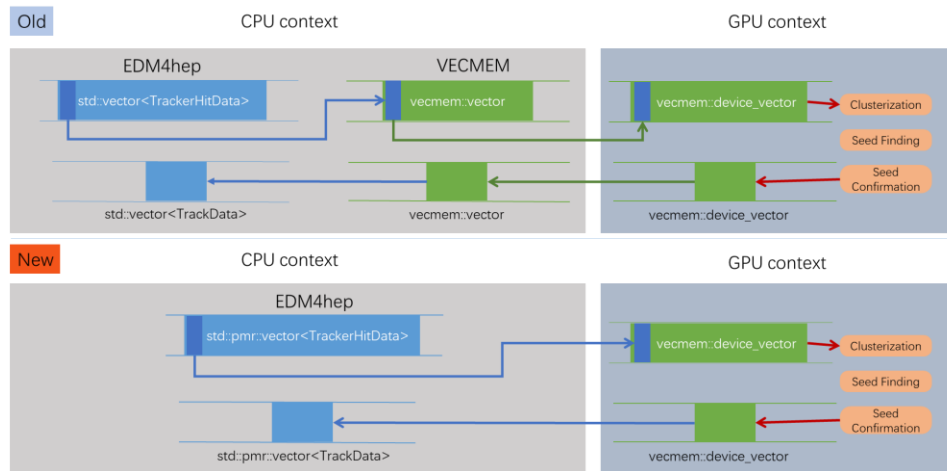 Old
CPU context
GPU context
EDM4hep
VECMEM
std::vector<TrackerHitData>
vecmem::vector
vecmem::device_vector
Clusterization
Seed Finding
Seed
Confirmation
std::vector<TrackData>
vecmem::vector
vecmem::device_vector
New
CPU context
GPU context
EDM4hep
std::pmr::vector<TrackerHitData>
vecmem::device_vector
Clusterization
Seed Finding
Seed
Confirmation
std::pmr::vector<TrackData>
vecmem::device_vector